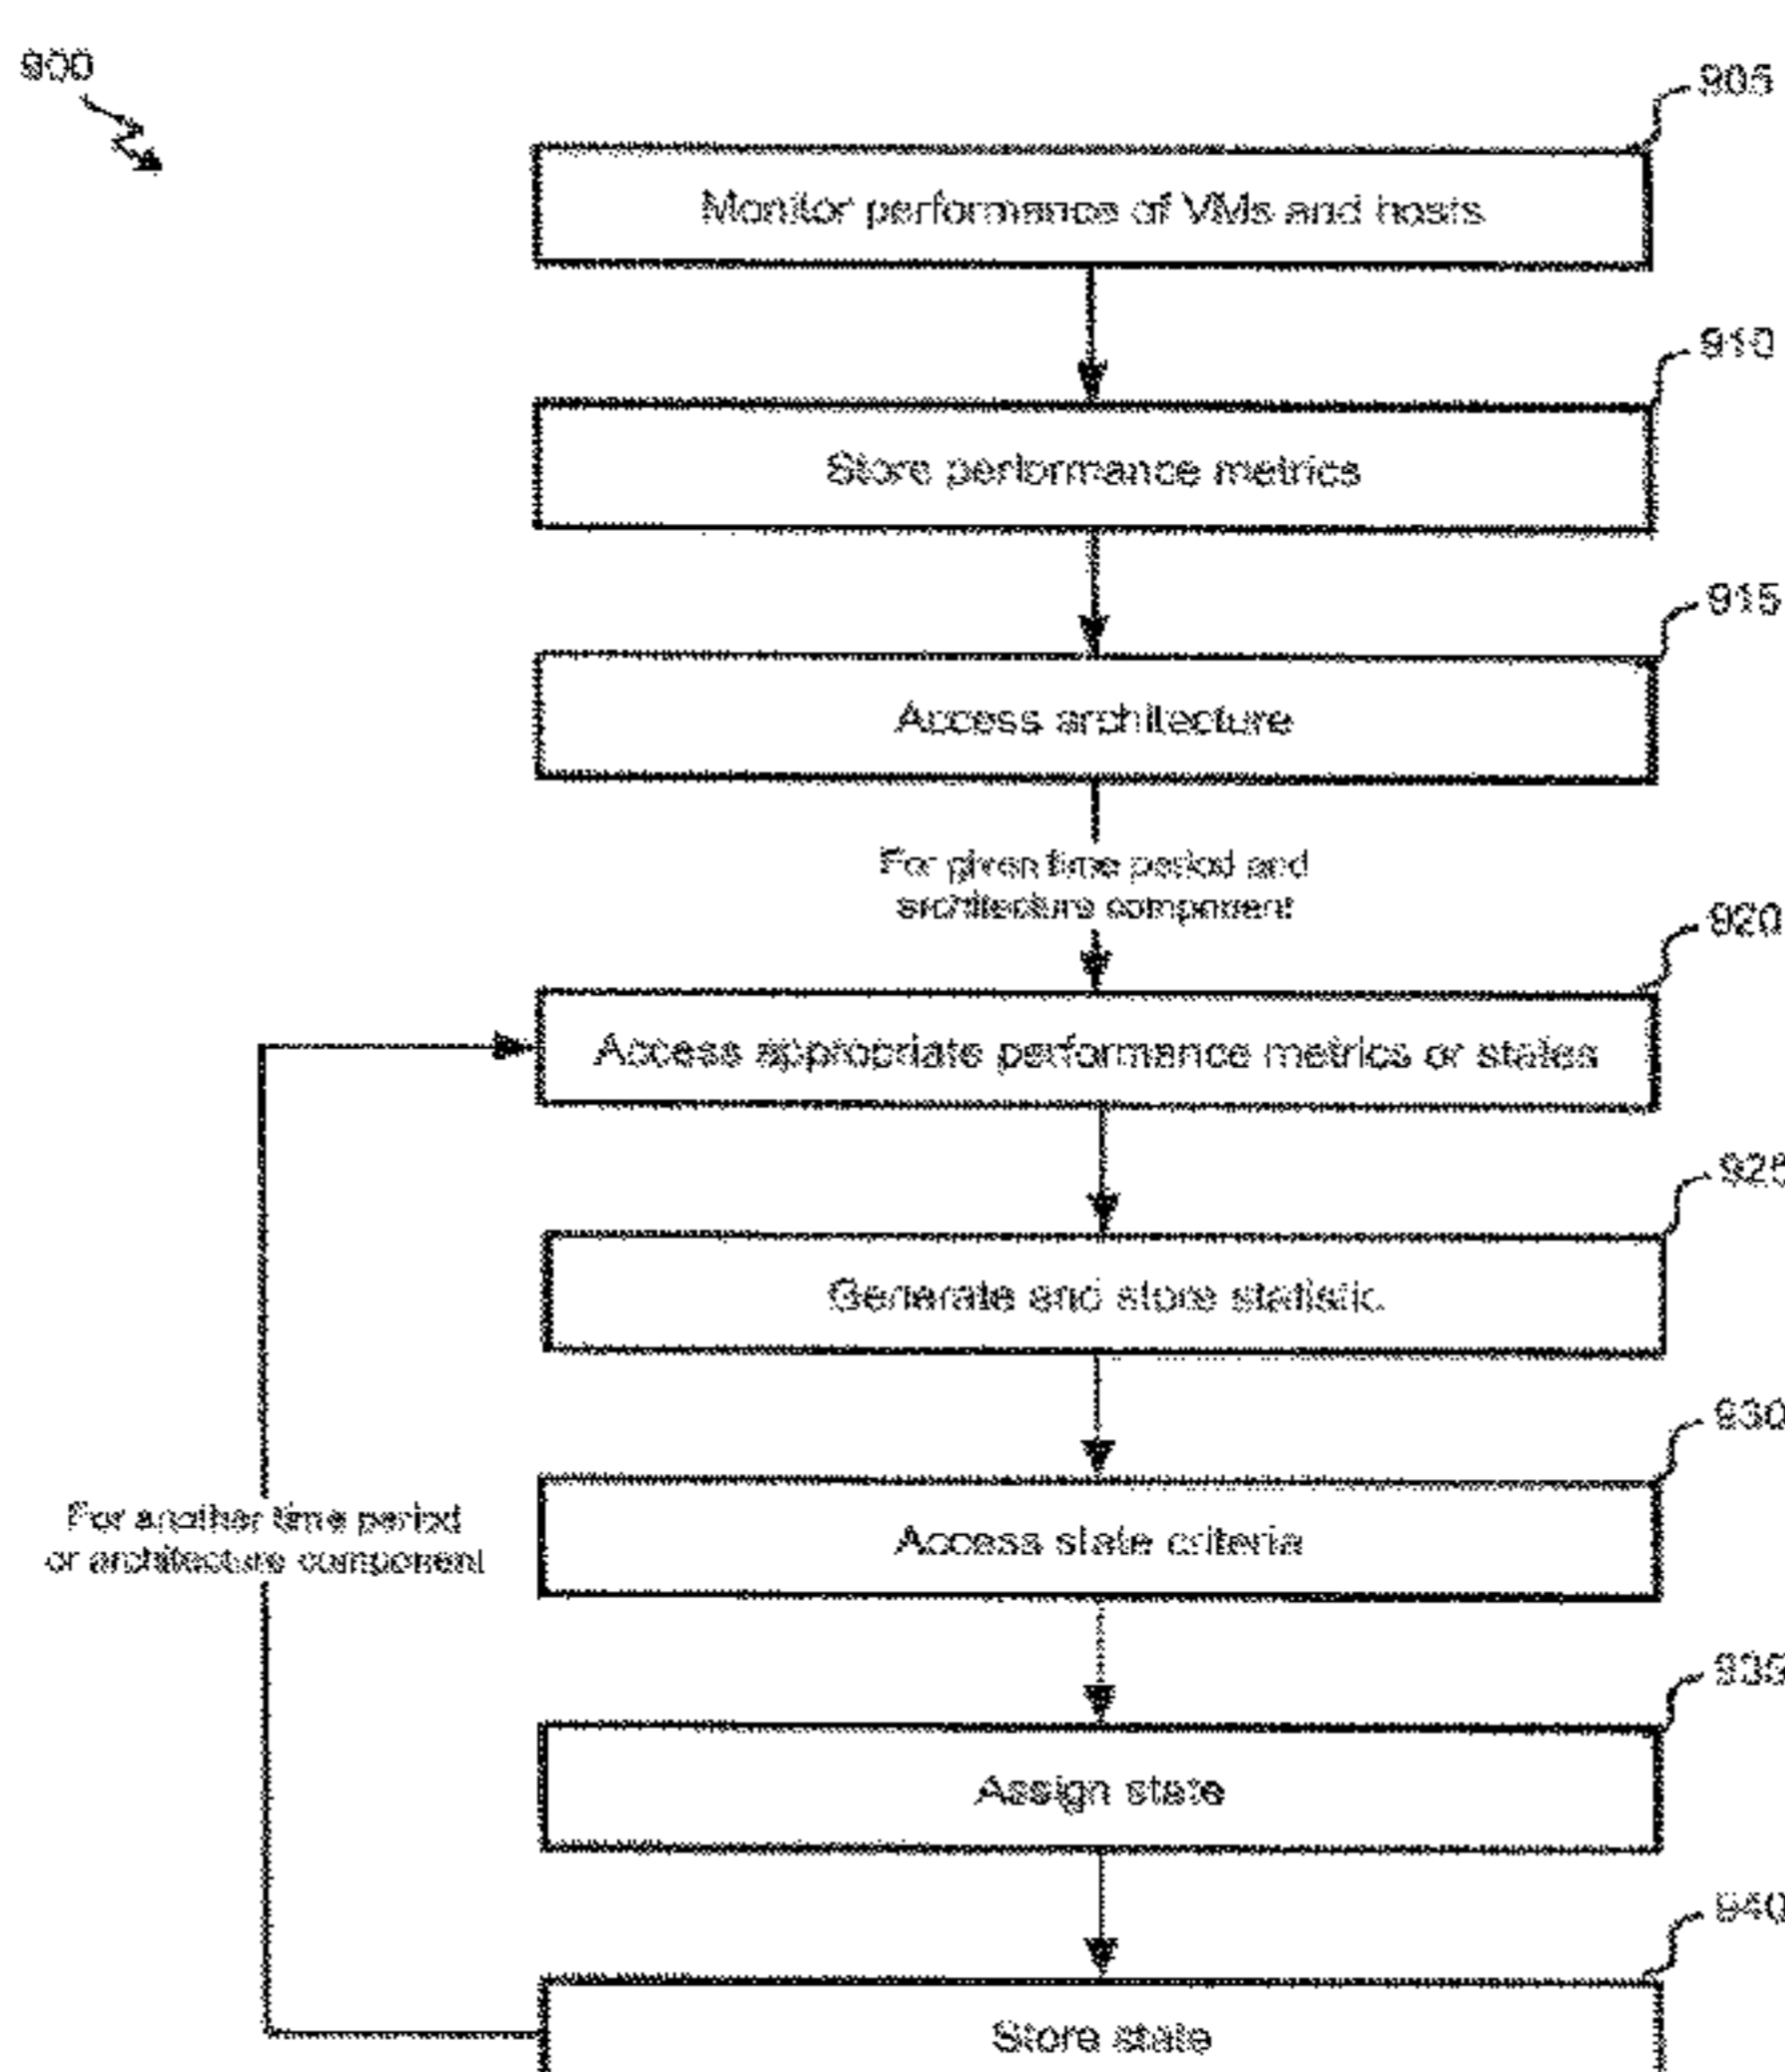 900
905
Monitor performance of VMs and hosts
910
Store performance metrics
915
Access architecture
For given time period and
architecture component
920
Access appropriate performance metrics or states
925
Generate and store statistic
930
Access state criteria
For another time period
or architecture component
935
Assign state
940
Store state